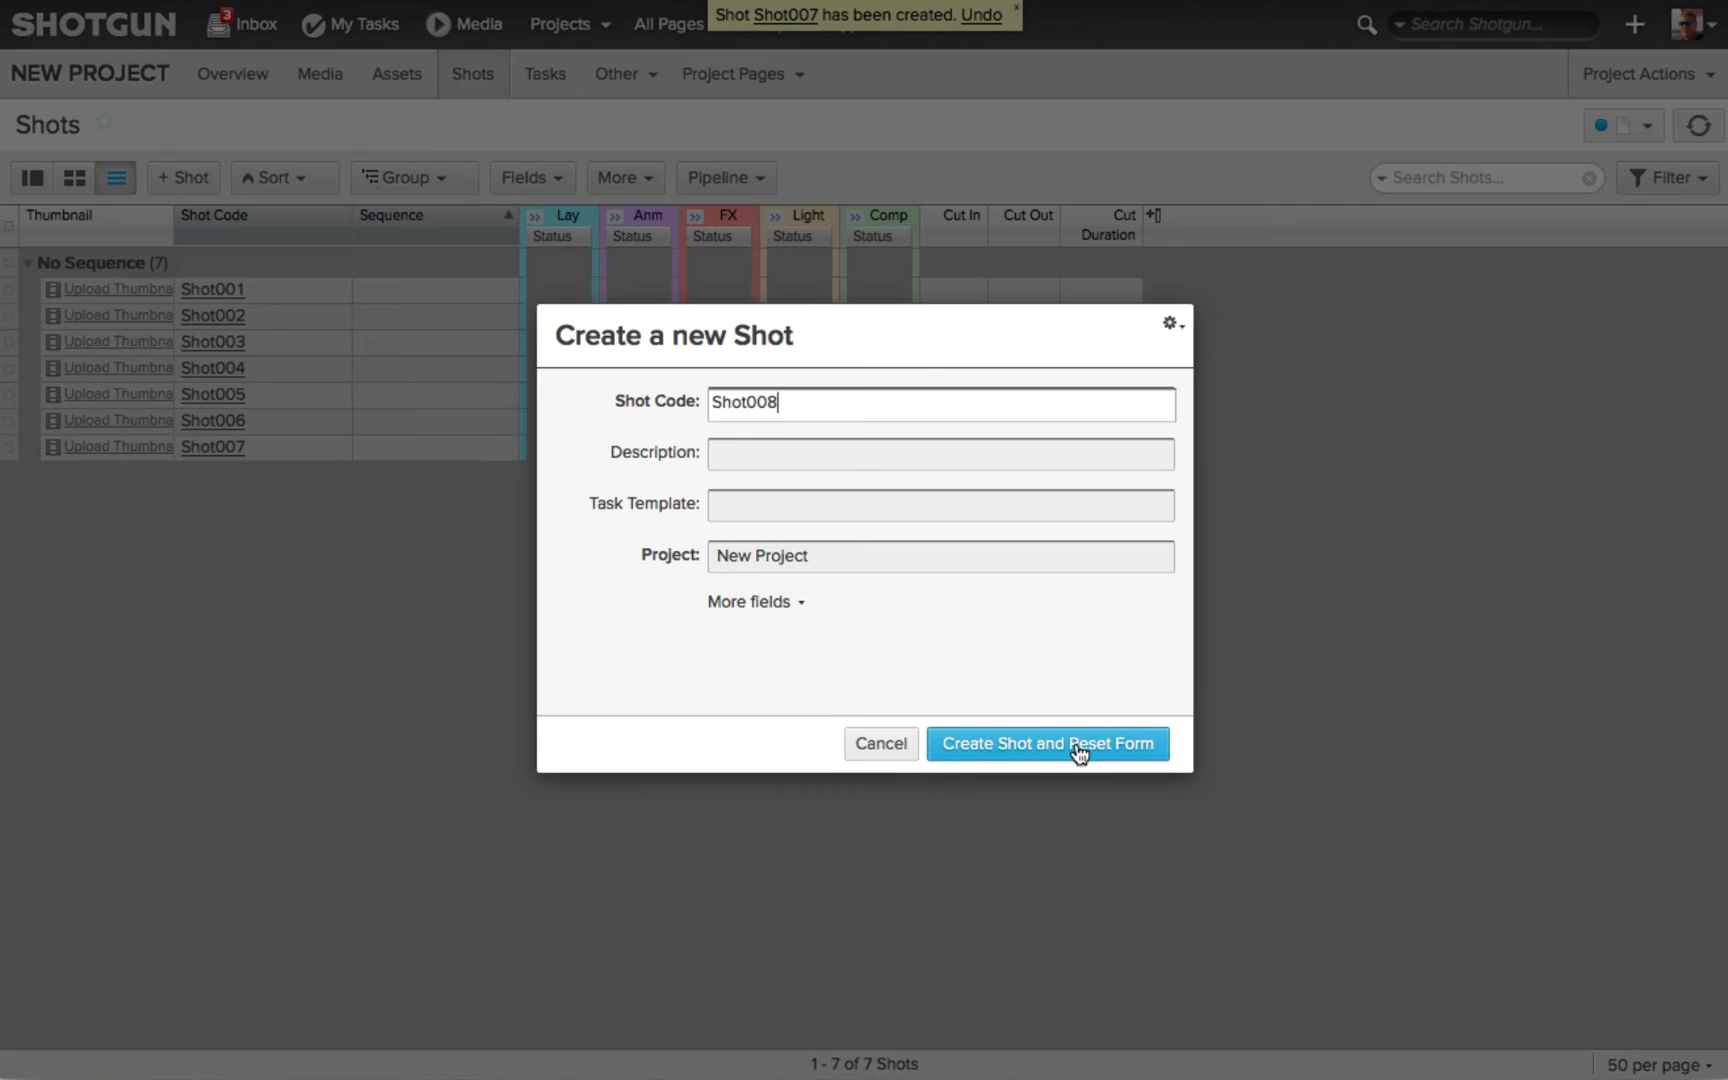 SHOTGUN 3 Inbox My Tasks Media Projects All Pages Shot Shot007 has been created. Undo x Search Shotgun...
NEW PROJECT Overview Media Assets Shots Tasks Other Project Pages Project Actions
Shots
+ Shot Sort Group Fields More Pipeline Search Shots... Filter
Thumbnail Shot Code Sequence Lay Anm FX Light Comp Cut In Cut Out Cut
Status Status Status Status Status Duration
No Sequence (7)
Upload Thumbna Shot001
Upload Thumbna Shot002
Upload Thumbna Shot003
Upload Thumbna Shot004
Upload Thumbna Shot005
Upload Thumbna Shot006
Upload Thumbna Shot007
Create a new Shot
Shot Code: Shot008
Description:
Task Template:
Project: New Project
More fields
Cancel Create Shot and Reset Form
1 - 7 of 7 Shots 50 per page